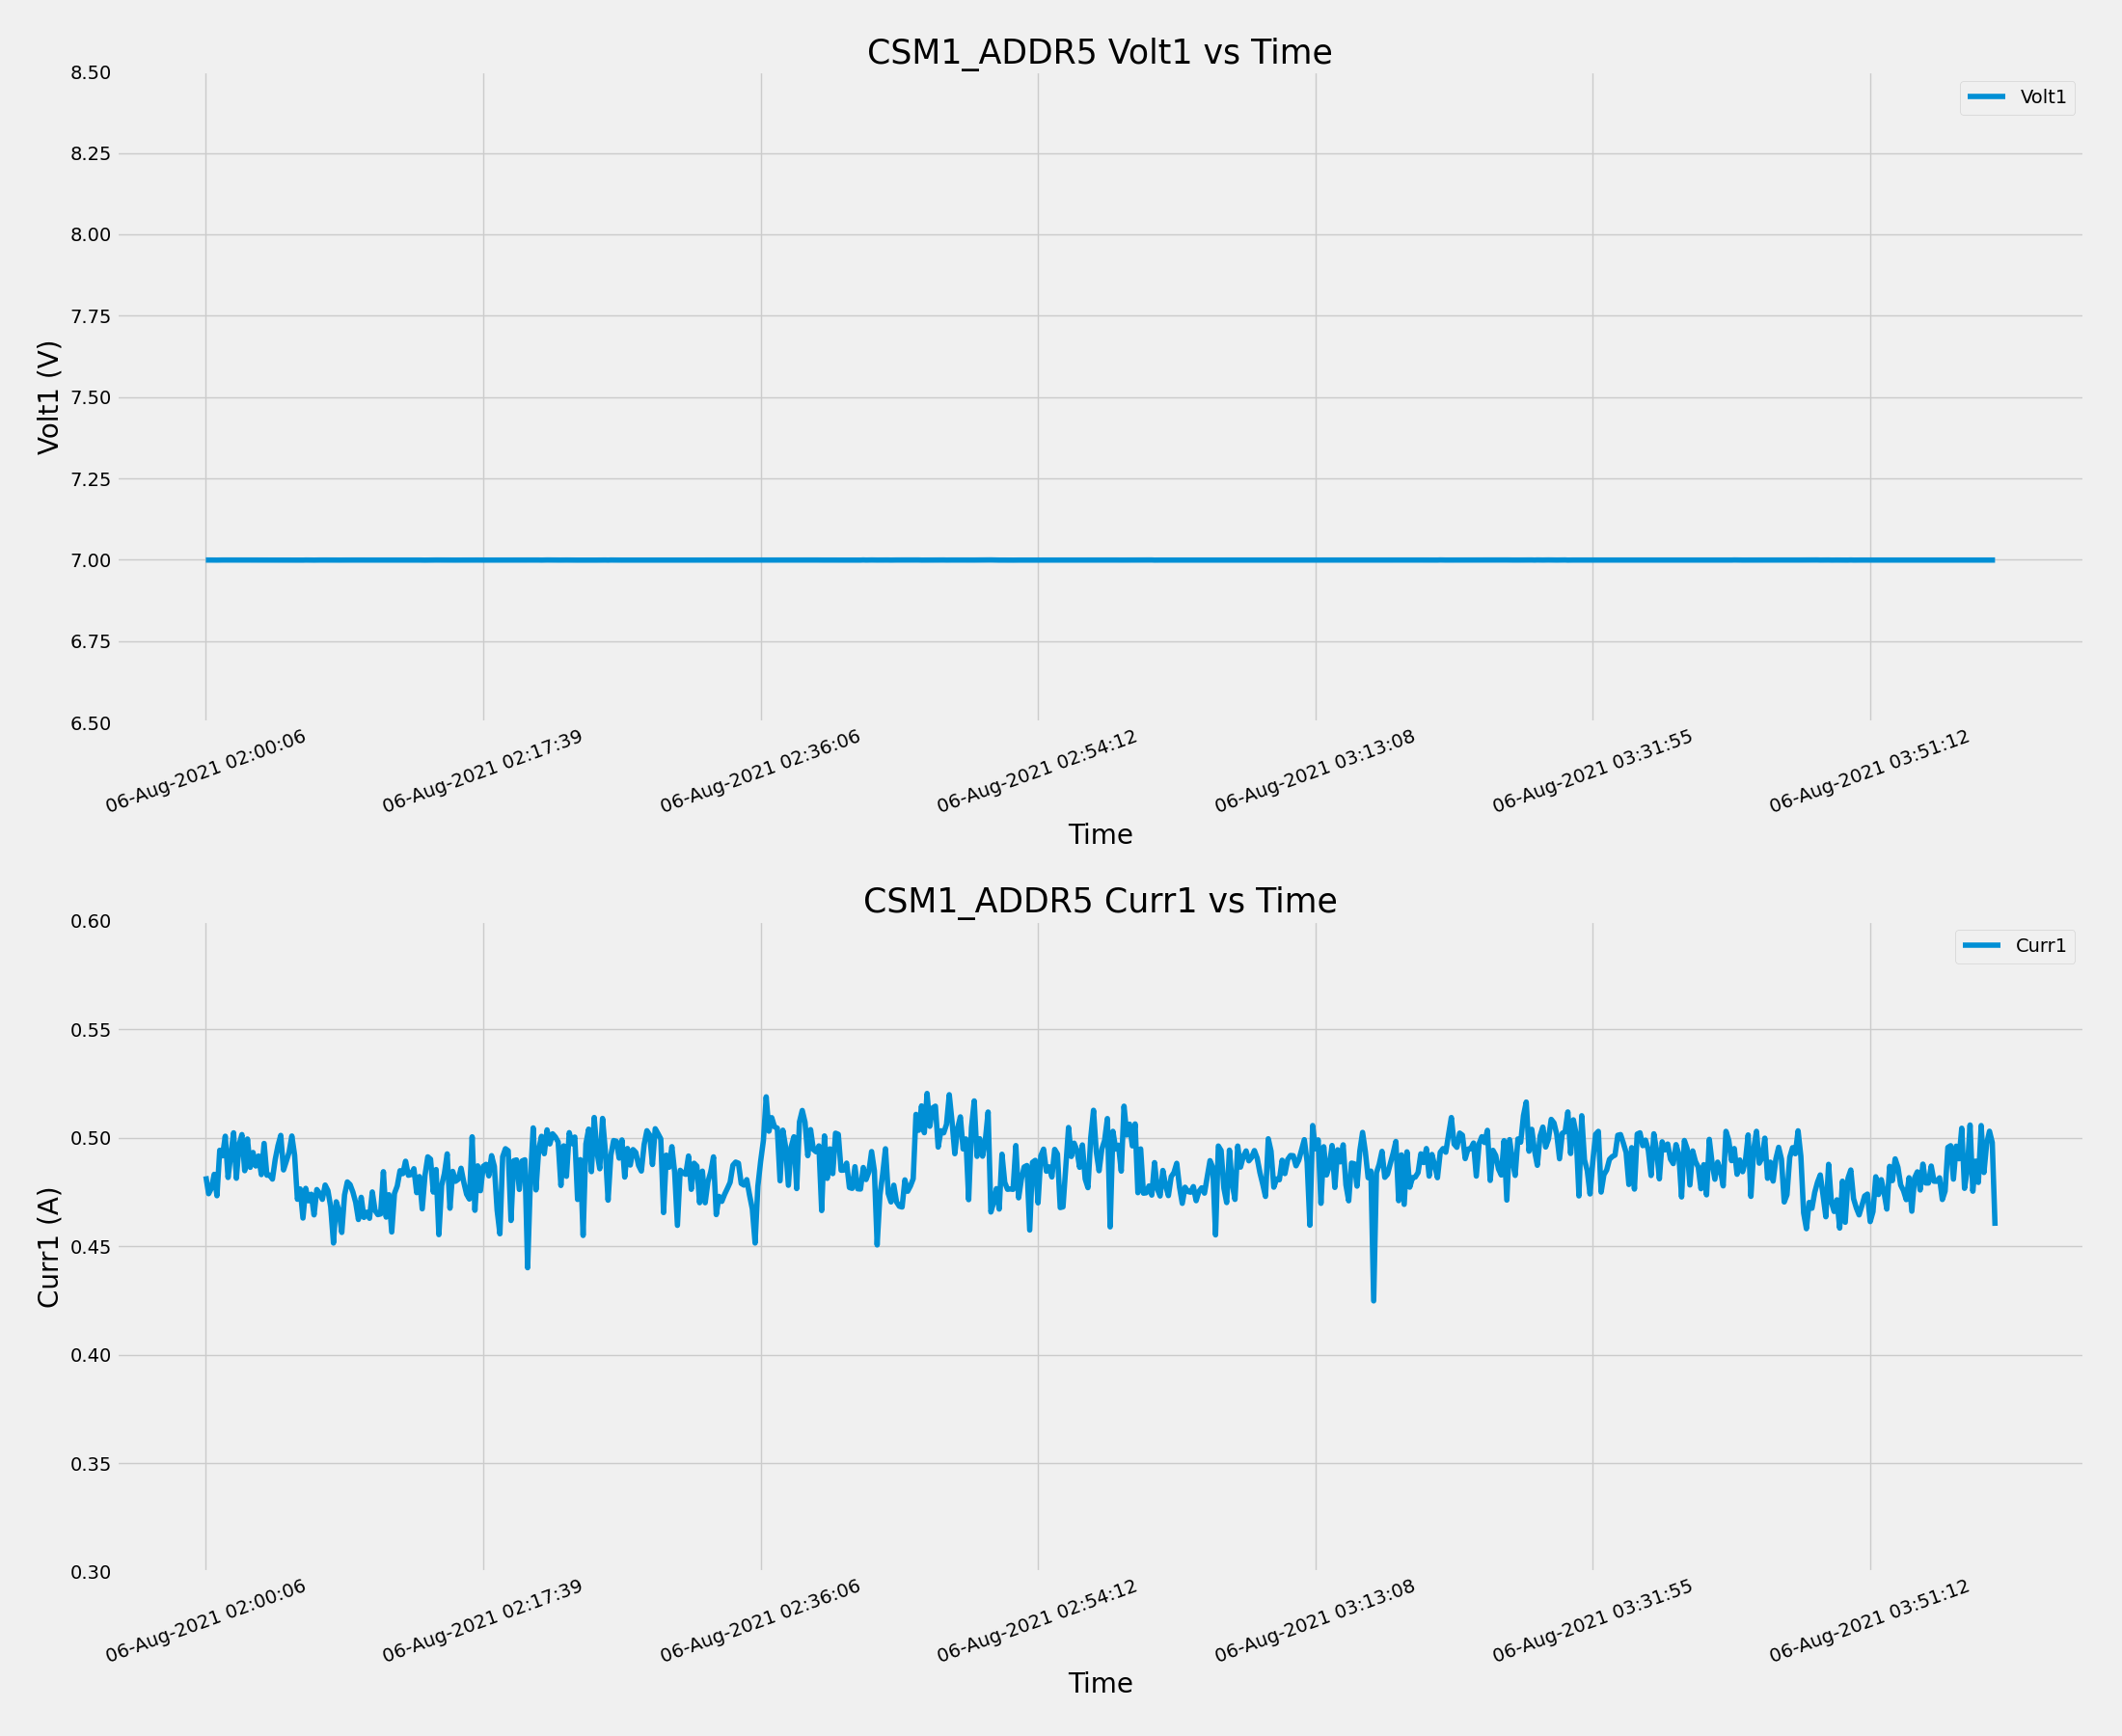 CSM1_ADDR5 Volt1 vs Time
8.50
8.25
8.00
7.75
7.50
7.25
7.00
6.75
6.50
Volt1 (V)
Volt1
06-Aug-2021 02:00:06
06-Aug-2021 02:17:39
06-Aug-2021 02:36:06
06-Aug-2021 02:54:12
06-Aug-2021 03:13:08
06-Aug-2021 03:31:55
06-Aug-2021 03:51:12
Time
CSM1_ADDR5 Curr1 vs Time
0.60
0.55
0.50
0.45
0.40
0.35
0.30
Curr1 (A)
Curr1
06-Aug-2021 02:00:06
06-Aug-2021 02:17:39
06-Aug-2021 02:36:06
06-Aug-2021 02:54:12
06-Aug-2021 03:13:08
06-Aug-2021 03:31:55
06-Aug-2021 03:51:12
Time